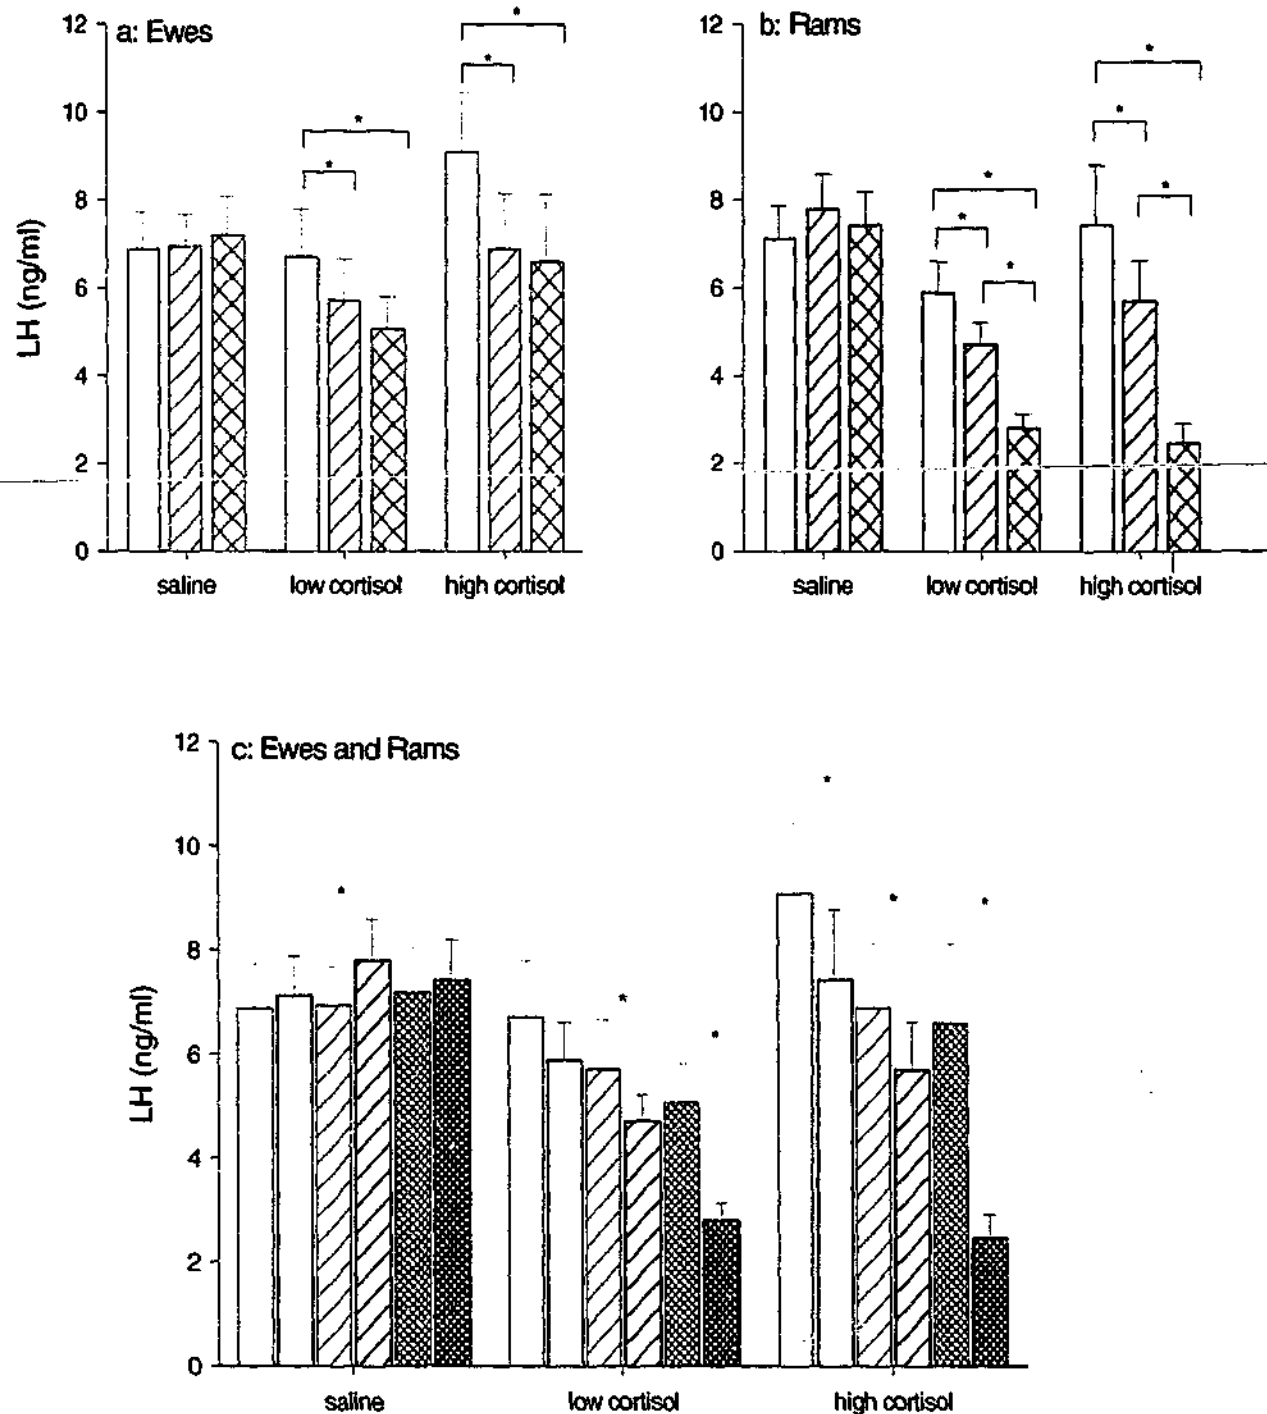 a: Ewes
12
10
8
6
4
2
0
LH (ng/ml)
* * * *
saline low cortisol high cortisol
b: Rams
12
10
8
6
4
2
0
* * * * * *
saline low cortisol high cortisol
c: Ewes and Rams
12
10
8
6
4
2
0
LH (ng/ml)
* * * * * *
saline low cortisol high cortisol